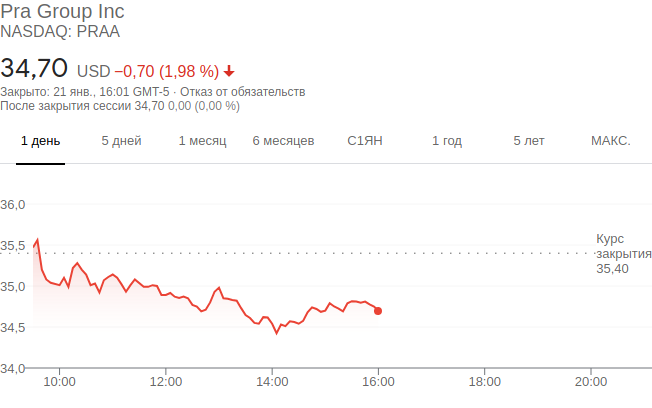 Pra Group Inc
NASDAQ: PRAA
34,70 USD −0,70 (1,98 %)
Закрыто: 21 янв., 16:01 GMT-5 · Отказ от обязательств
После закрытия сессии 34,70 0,00 (0,00 %)
1 день 5 дней 1 месяц 6 месяцев С1ЯН 1 год 5 лет МАКС.
36,0
35,5
Курс
закрытия
35,40
35,0
34,5
34,0
10:00 12:00 14:00 16:00 18:00 20:00